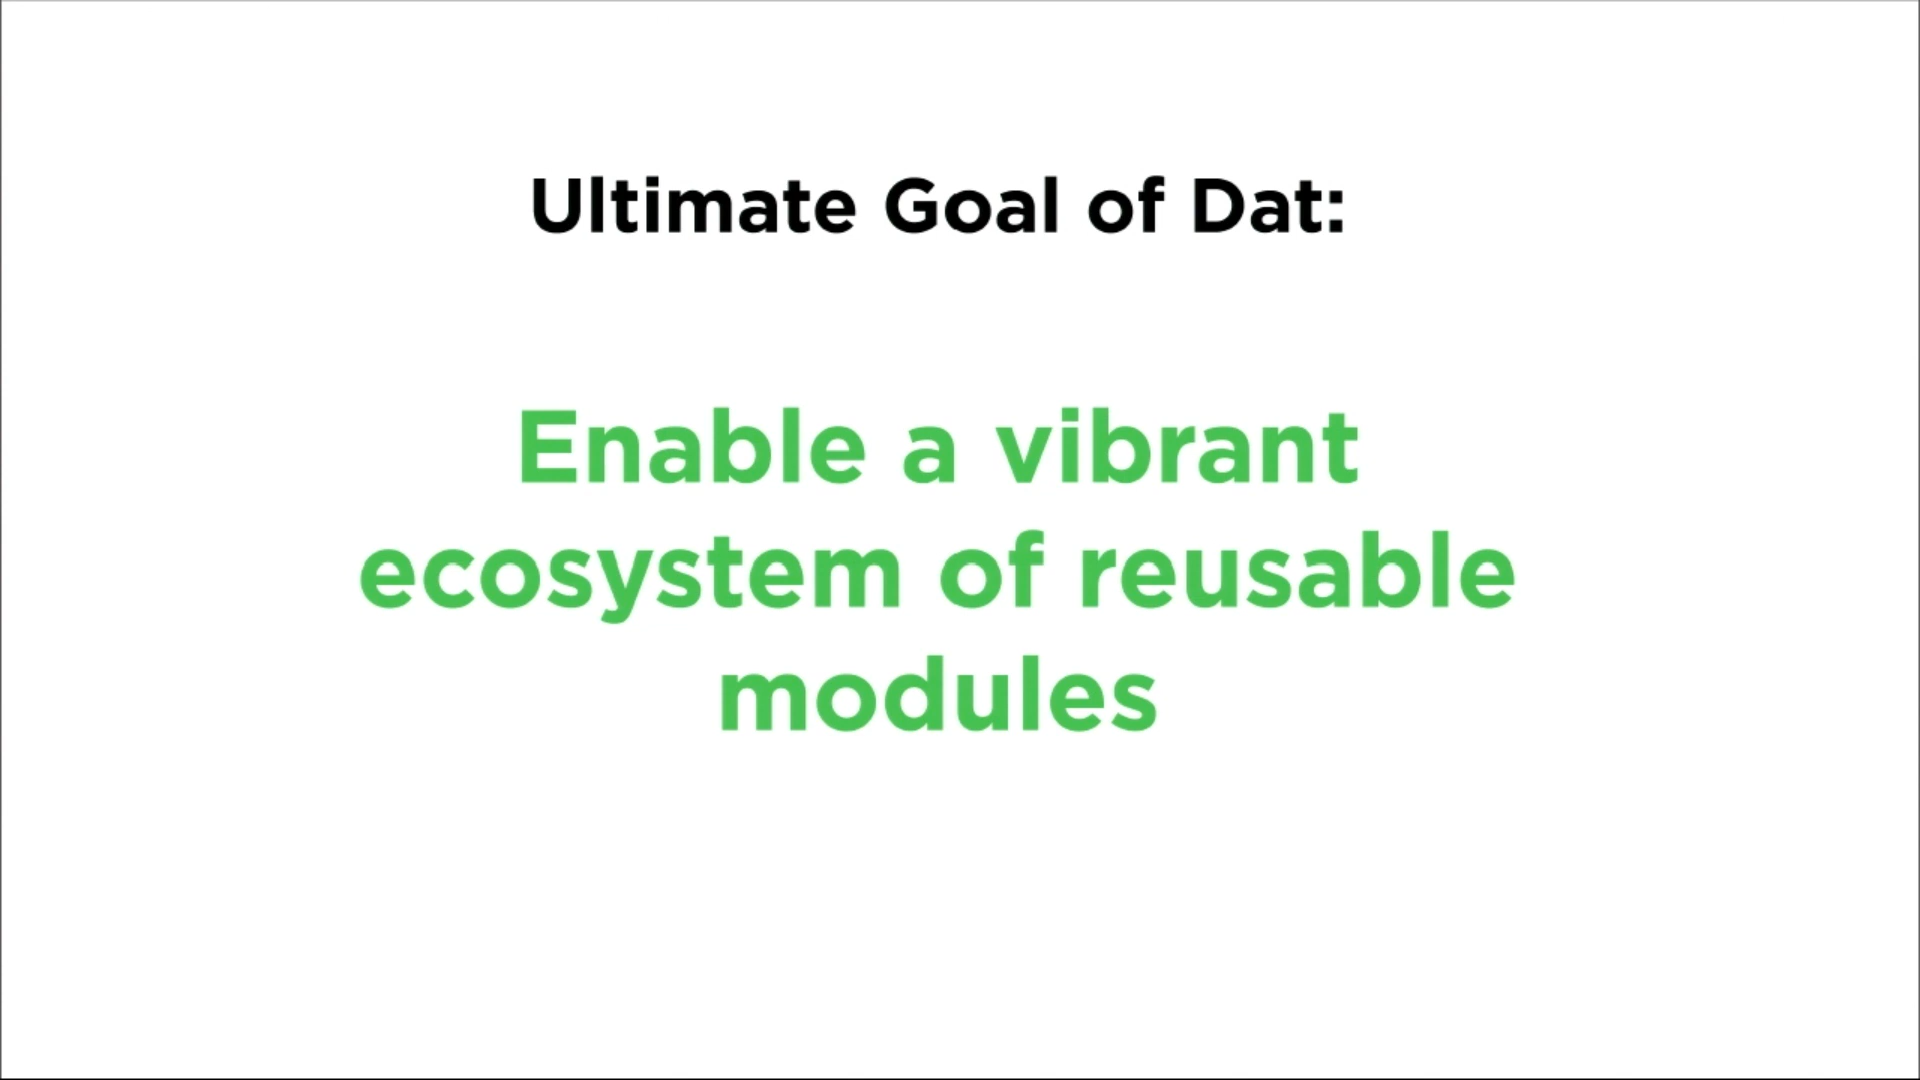 Ultimate Goal of Dat:
Enable a vibrant
ecosystem of reusable
modules